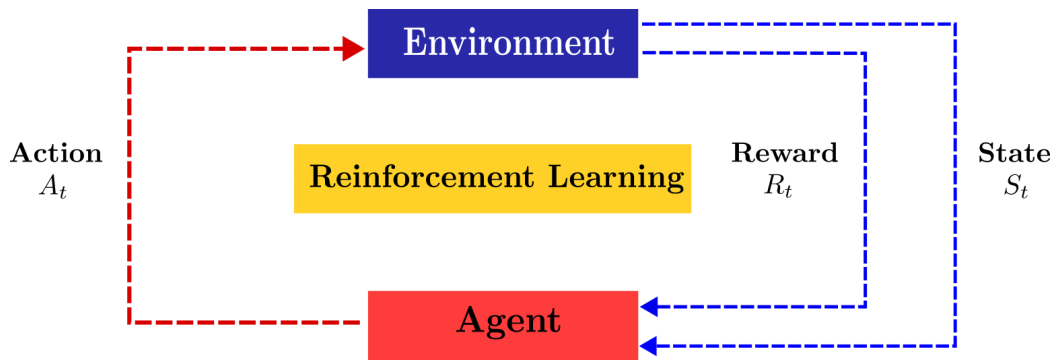 Environment
Action
A_t
Reinforcement Learning
Reward
R_t
State
S_t
Agent